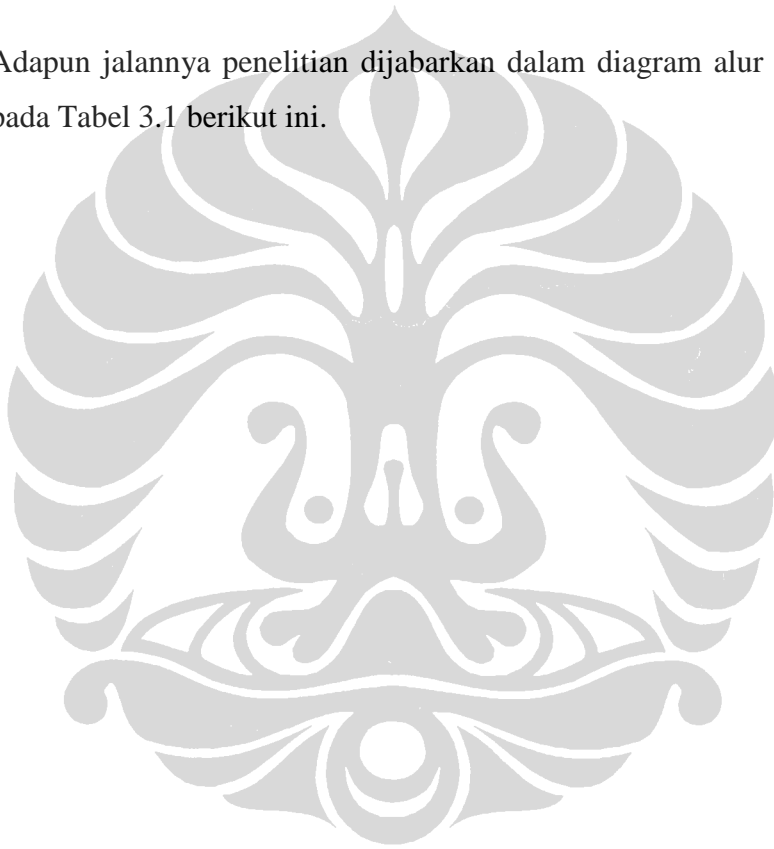 Adapun jalannya penelitian dijabarkan dalam diagram alur
pada Tabel 3.1 berikut ini.